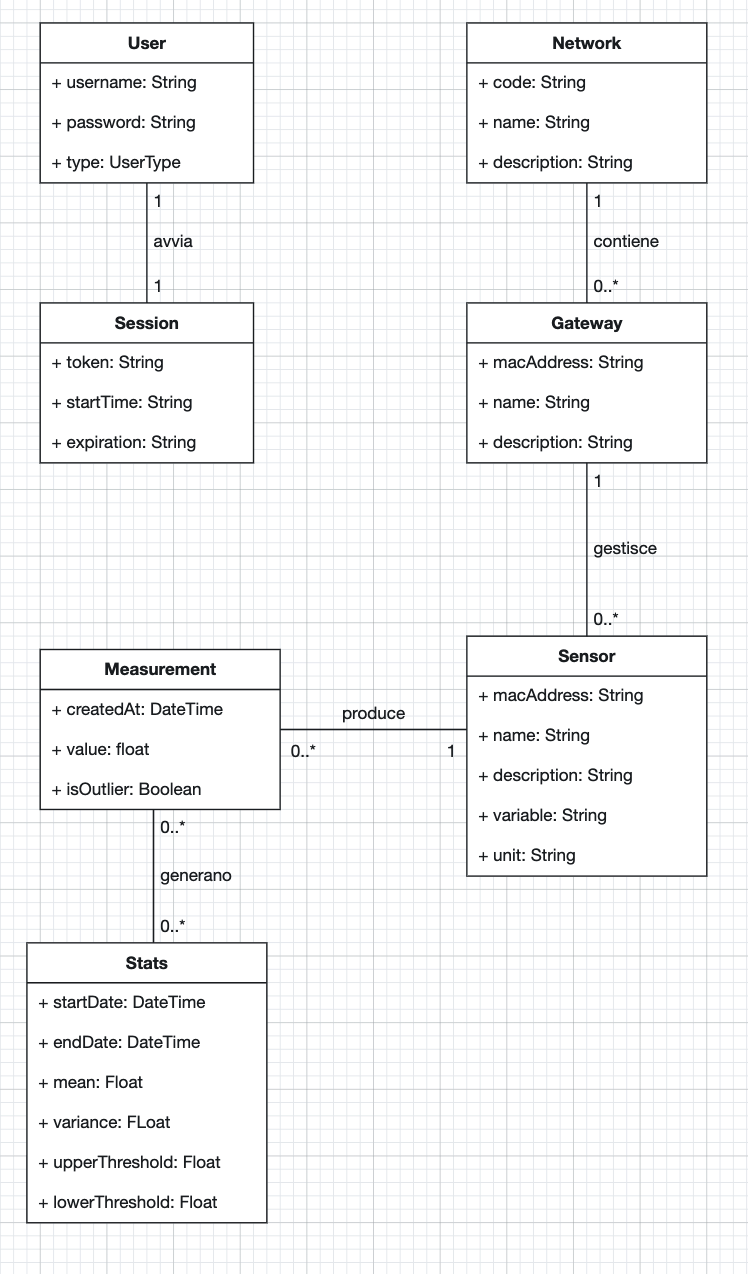 User
+ username: String
+ password: String
+ type: UserType
1
avvia
1
Session
+ token: String
+ startTime: String
+ expiration: String
Network
+ code: String
+ name: String
+ description: String
1
contiene
0..*
Gateway
+ macAddress: String
+ name: String
+ description: String
1
gestisce
0..*
Sensor
+ macAddress: String
+ name: String
+ description: String
+ variable: String
+ unit: String
produce
0..*
1
Measurement
+ createdAt: DateTime
+ value: float
+ isOutlier: Boolean
0..*
generano
0..*
Stats
+ startDate: DateTime
+ endDate: DateTime
+ mean: Float
+ variance: FLoat
+ upperThreshold: Float
+ lowerThreshold: Float